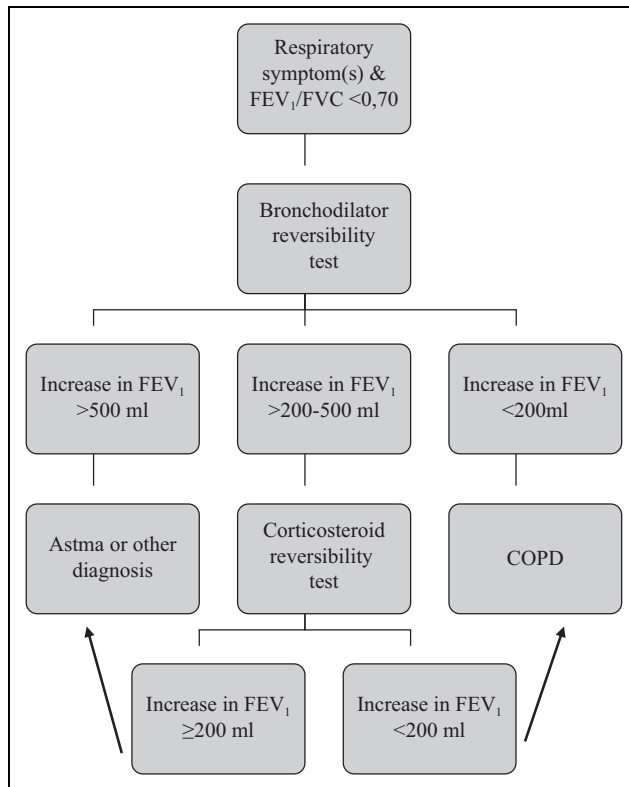 Respiratory
symptom(s) &
FEV₁/FVC <0,70
Bronchodilator
reversibility
test
Increase in FEV₁
>500 ml
Increase in FEV₁
>200-500 ml
Increase in FEV₁
<200ml
Astma or other
diagnosis
Corticosteroid
reversibility
test
COPD
Increase in FEV₁
≥200 ml
Increase in FEV₁
<200 ml